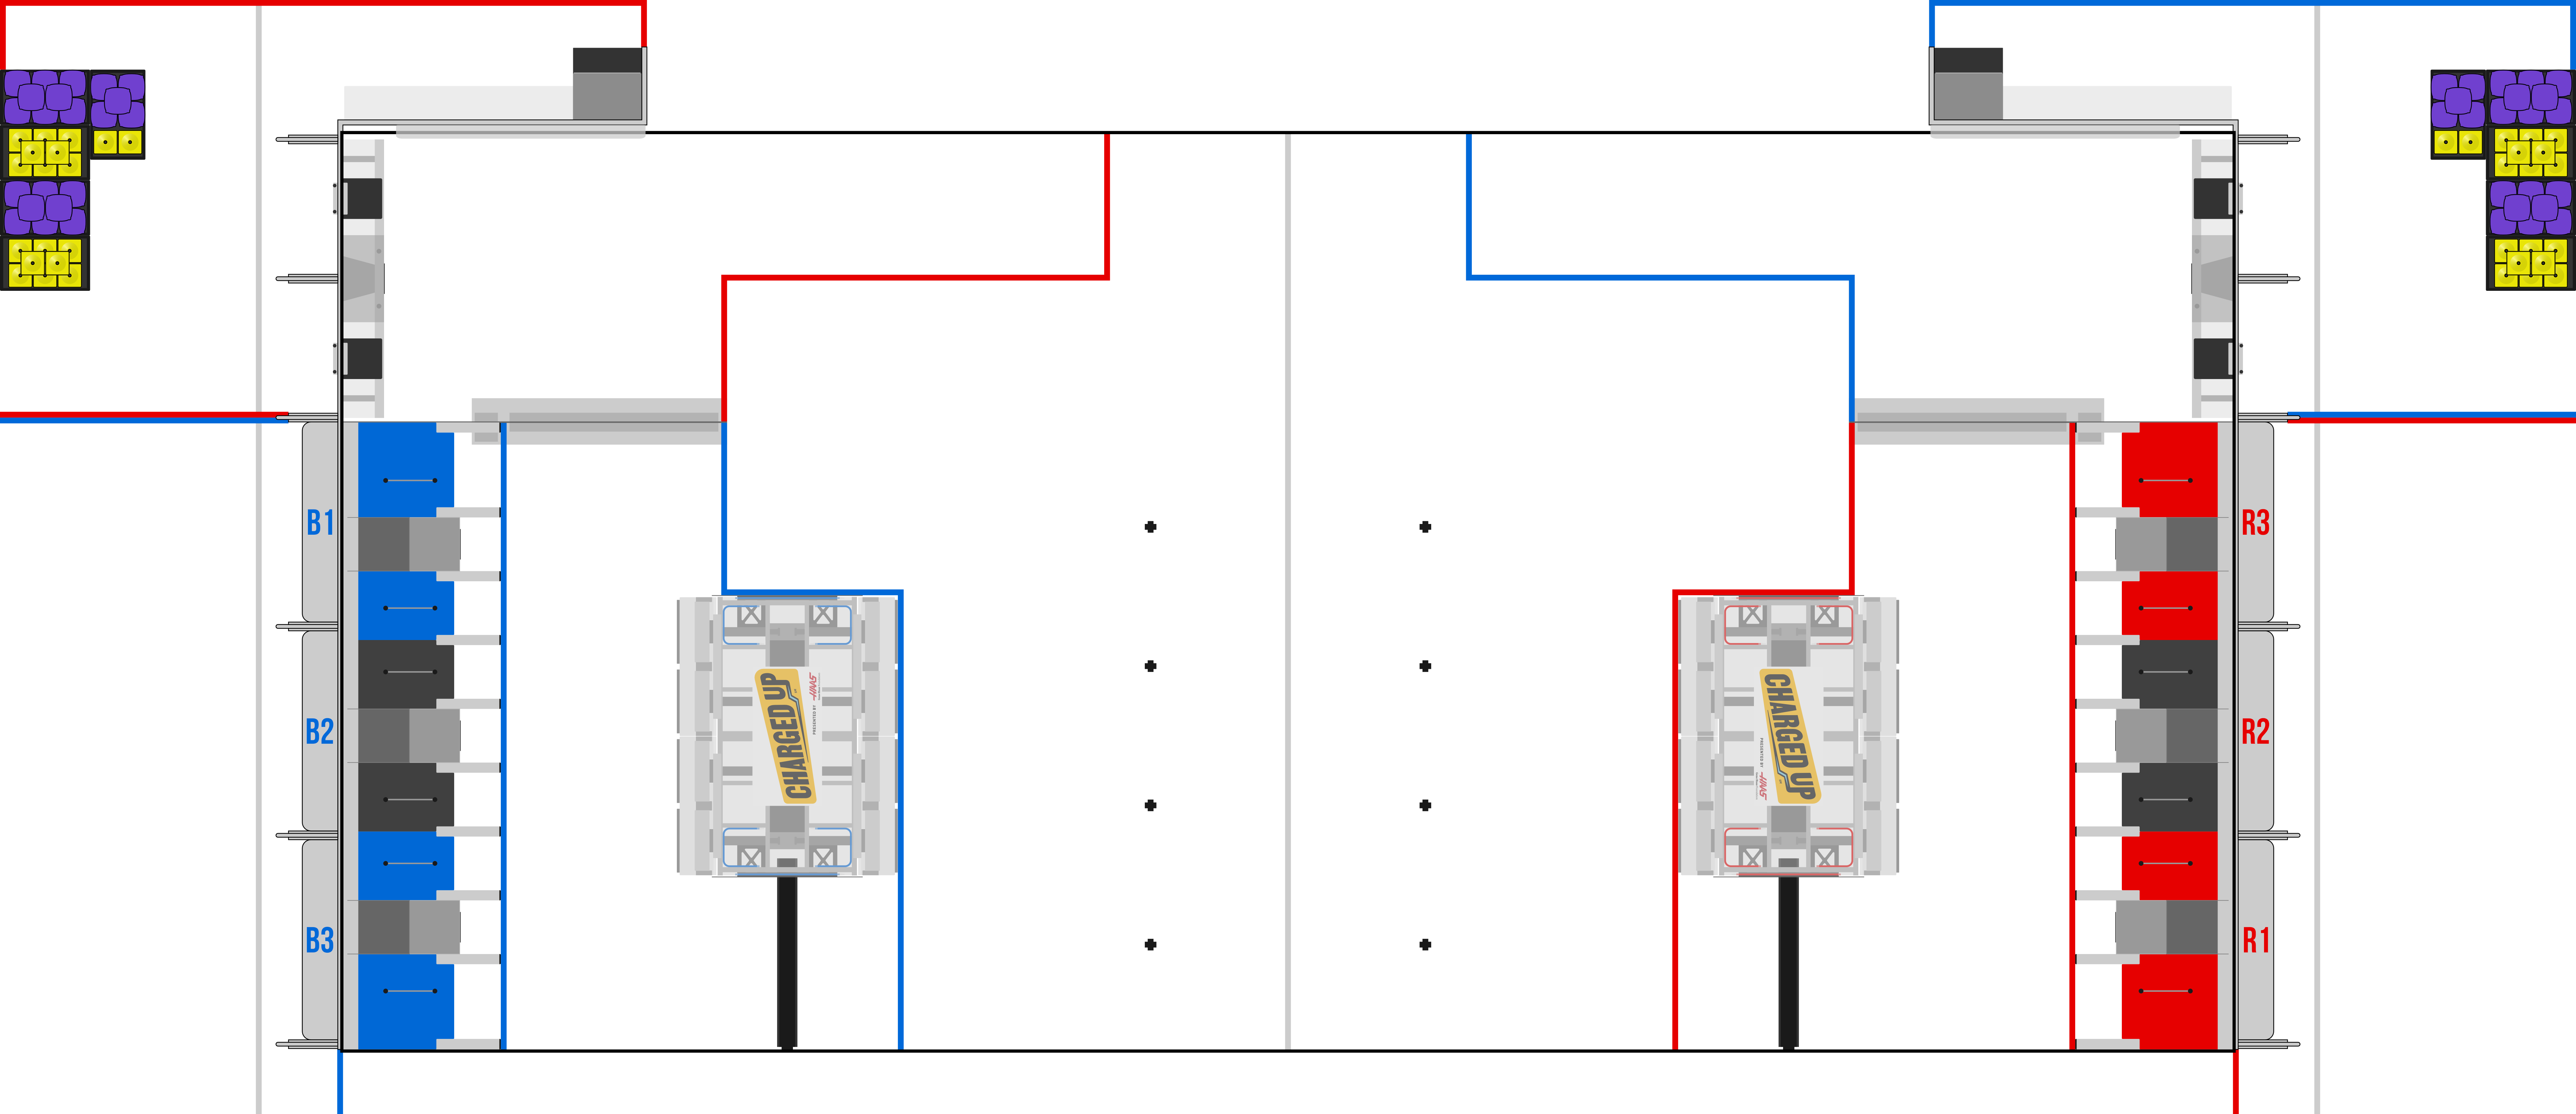 B1
B2
B3
CHARGED UP
PRESENTED BY
HAAS
CHARGED UP
PRESENTED BY
HAAS
R3
R2
R1